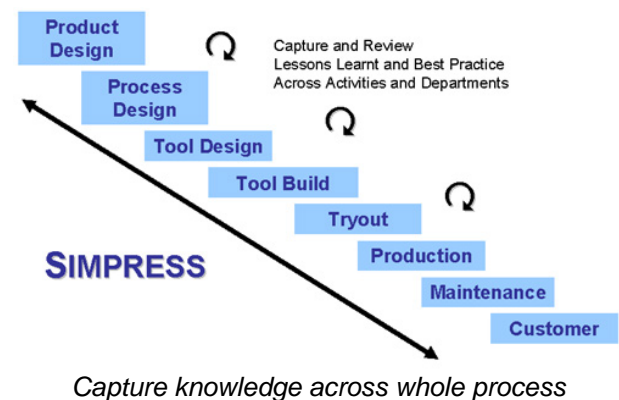 Product
Design
Capture and Review
Lessons Learnt and Best Practice
Across Activities and Departments
Process
Design
Tool Design
Tool Build
Tryout
Production
SIMPRESS
Maintenance
Customer
Capture knowledge across whole process